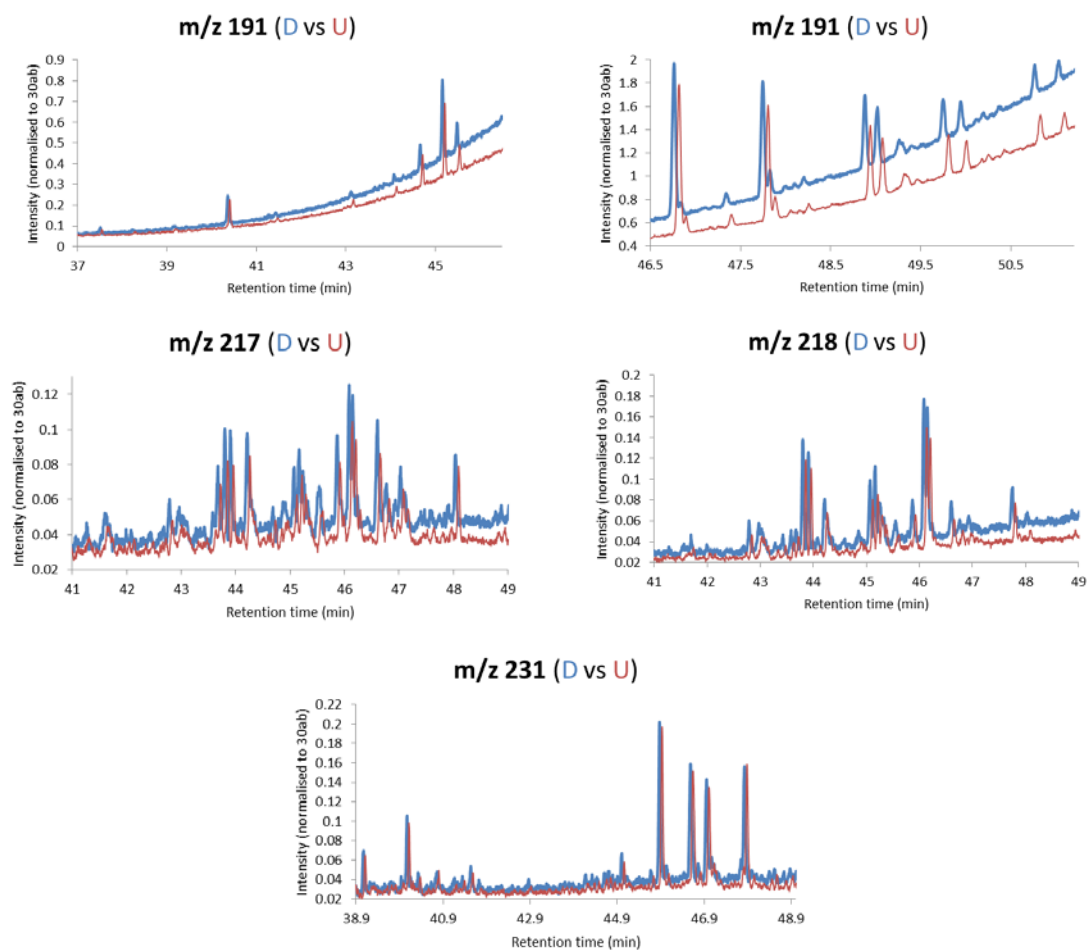 m/z 191 (D vs U)
Intensity (normalised to 30ab)
0.9
0.8
0.7
0.6
0.5
0.4
0.3
0.2
0.1
0
37 39 41 43 45
Retention time (min)
m/z 191 (D vs U)
Intensity (normalised to 30ab)
2
1.8
1.6
1.4
1.2
1
0.8
0.6
0.4
46.5 47.5 48.5 49.5 50.5
Retention time (min)
m/z 217 (D vs U)
Intensity (normalised to 30ab)
0.12
0.1
0.08
0.06
0.04
0.02
41 42 43 44 45 46 47 48 49
Retention time (min)
m/z 218 (D vs U)
Intensity (normalised to 30ab)
0.2
0.18
0.16
0.14
0.12
0.1
0.08
0.06
0.04
0.02
41 42 43 44 45 46 47 48 49
Retention time (min)
m/z 231 (D vs U)
Intensity (normalised to 30ab)
0.22
0.2
0.18
0.16
0.14
0.12
0.1
0.08
0.06
0.04
0.02
38.9 40.9 42.9 44.9 46.9 48.9
Retention time (min)